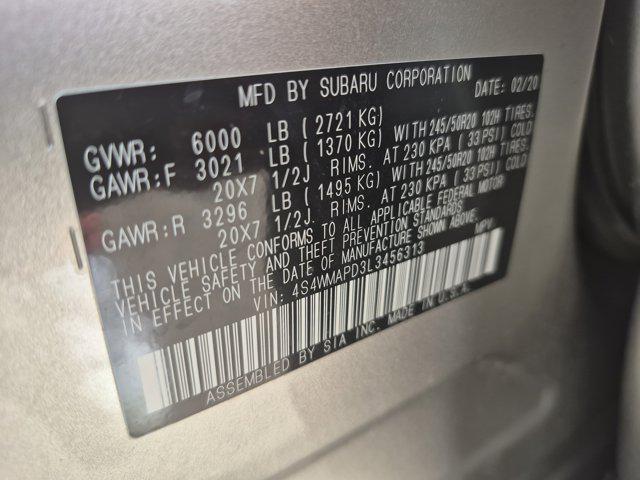 MFD BY SUBARU CORPORATION DATE: 02/20
GVWR: 6000 LB ( 2721 KG)
GAWR:F 3021 LB ( 1370 KG) WITH 245/50R20 102H TIRES.
20X7 1/2J RIMS. AT 230 KPA ( 33 PSI) COLD
GAWR:R 3296 LB ( 1495 KG) WITH 245/50R20 102H TIRES.
20X7 1/2J. RIMS. AT 230 KPA ( 33 PSI) COLD
THIS VEHICLE CONFORMS TO ALL APPLICABLE FEDERAL MOTOR
VEHICLE SAFETY AND THEFT PREVENTION STANDARDS
IN EFFECT ON THE DATE OF MANUFACTURE SHOWN ABOVE.
VIN: 4S4WMAPD3L3456313 MPV
ASSEMBLED BY SIA INC. MADE IN U.S.A.